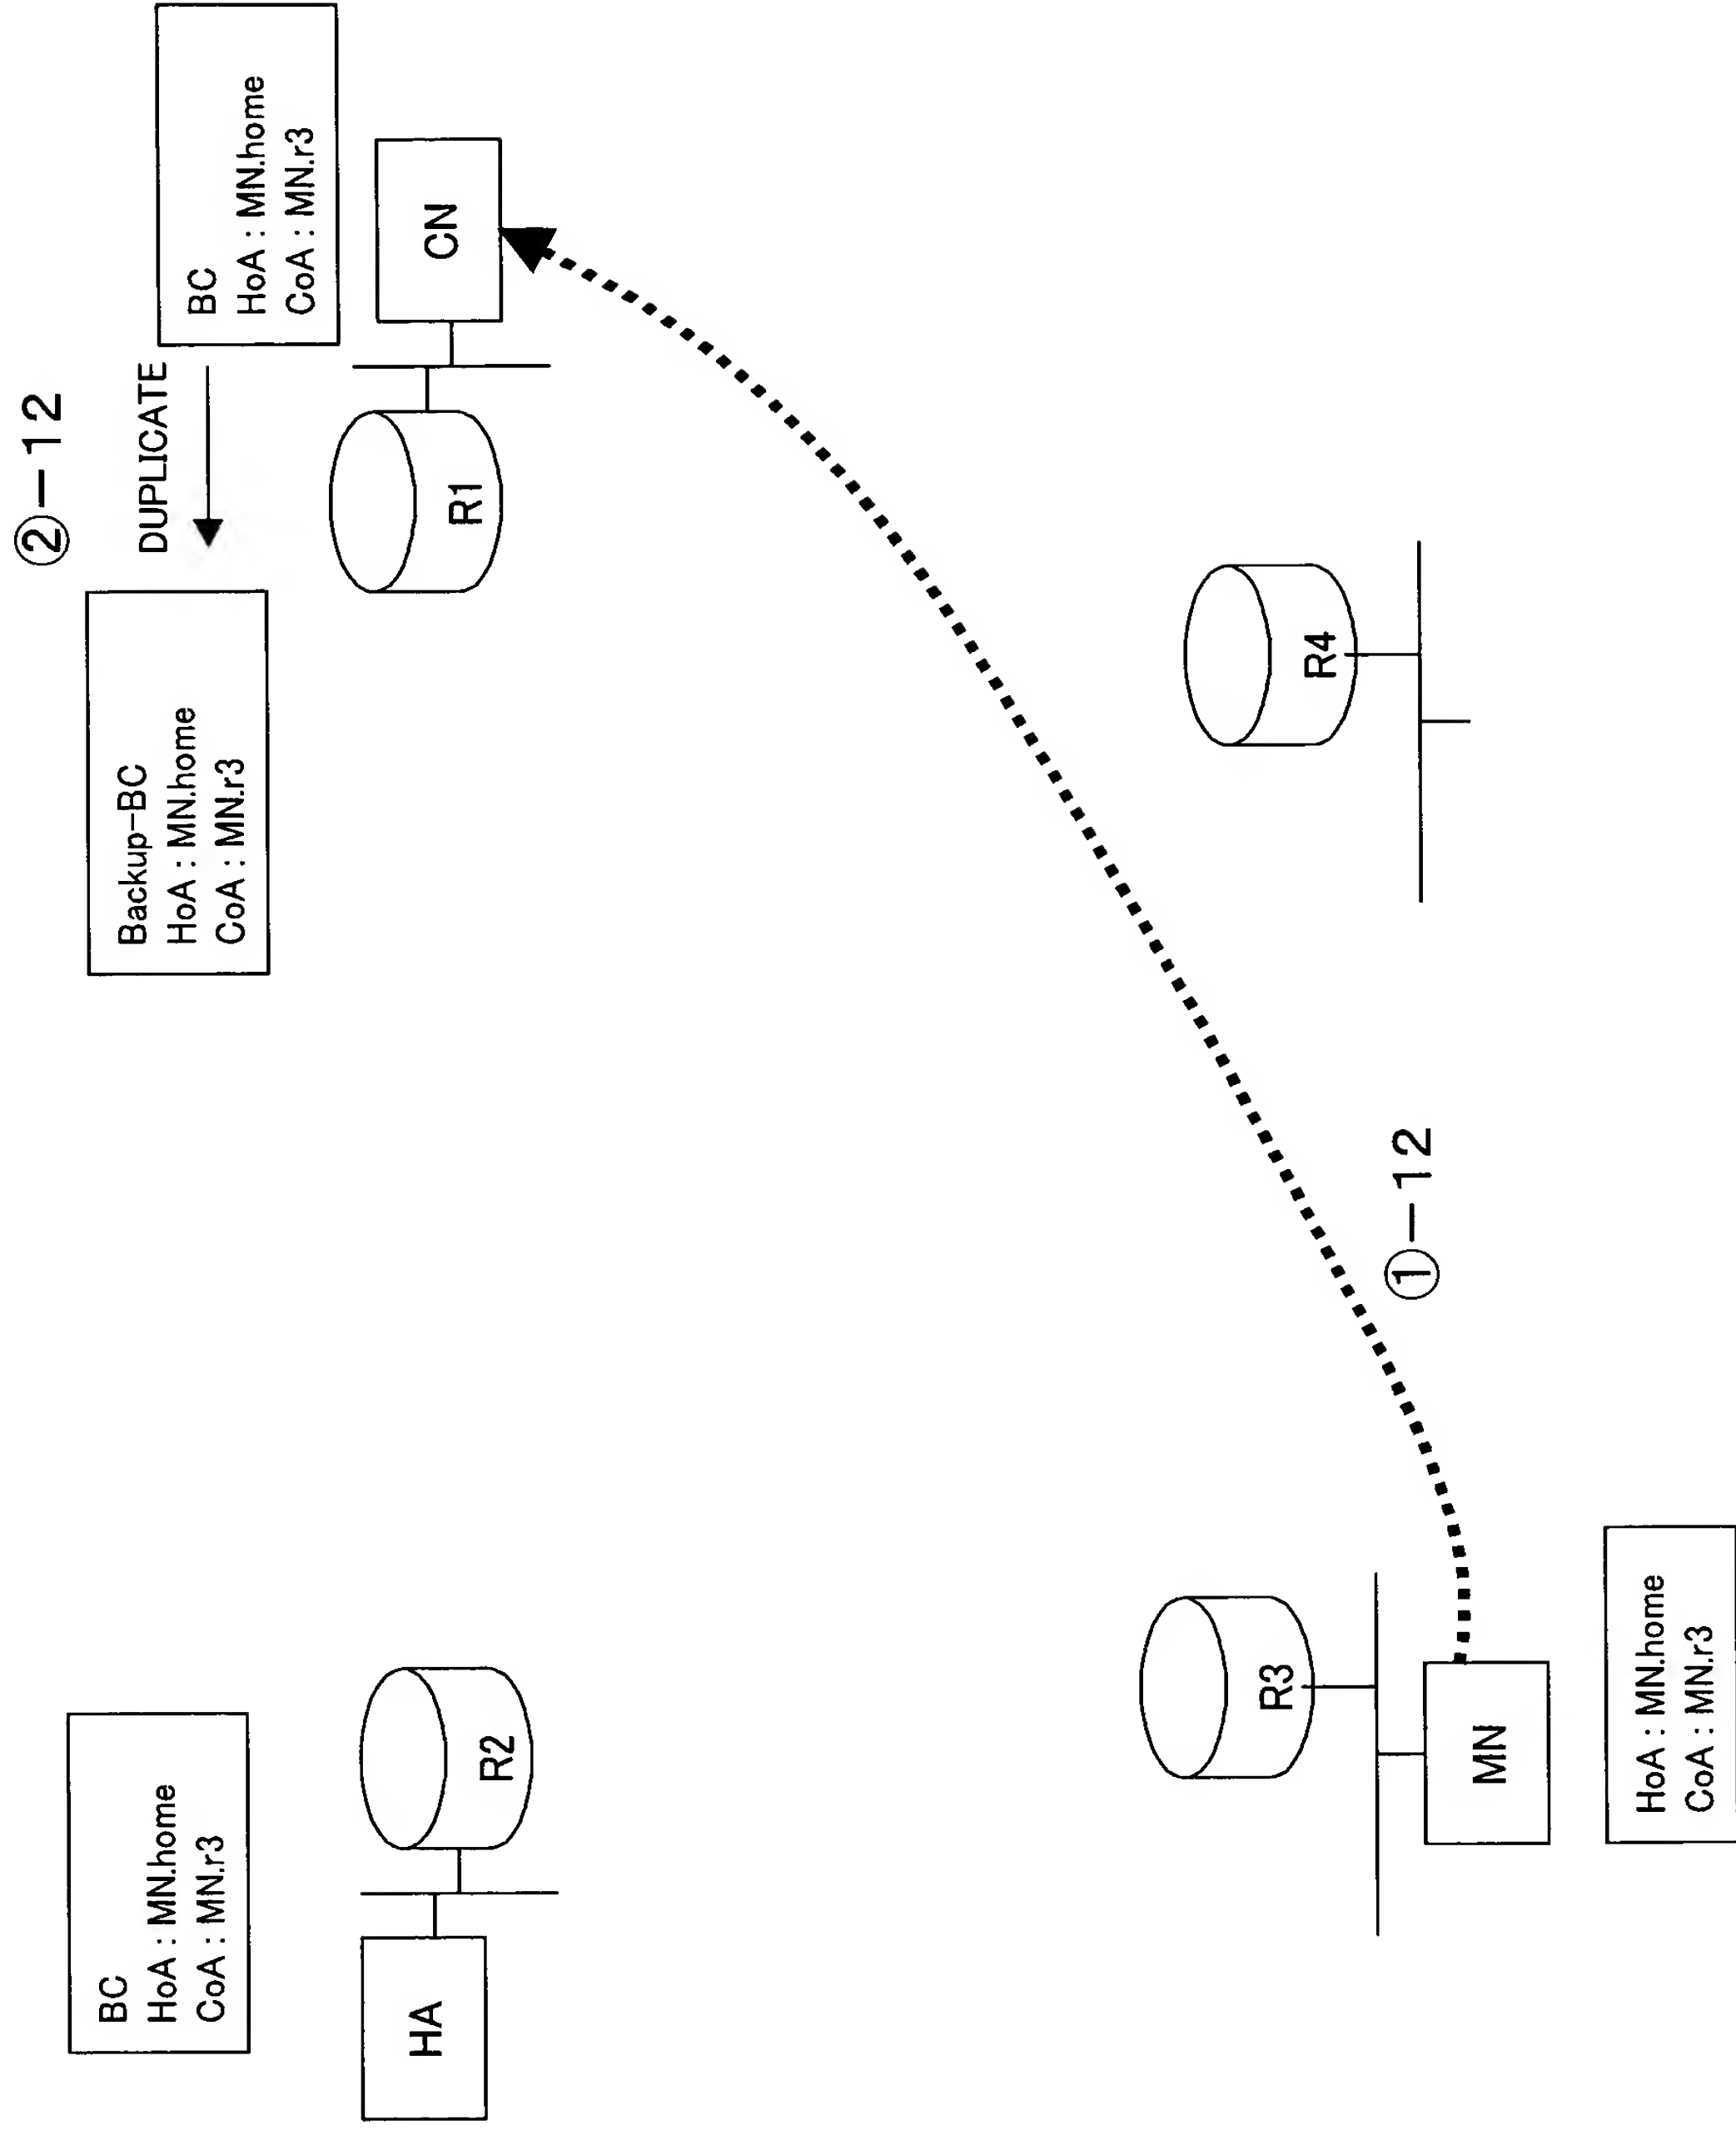 ②-12
BC
HoA : MN.home
CoA : MN.r3
Backup-BC
HoA : MN.home
CoA : MN.r3
DUPLICATE
BC
HoA : MN.home
CoA : MN.r3
HA
R2
R1
CN
R3
R4
MN
①-12
HoA : MN.home
CoA : MN.r3